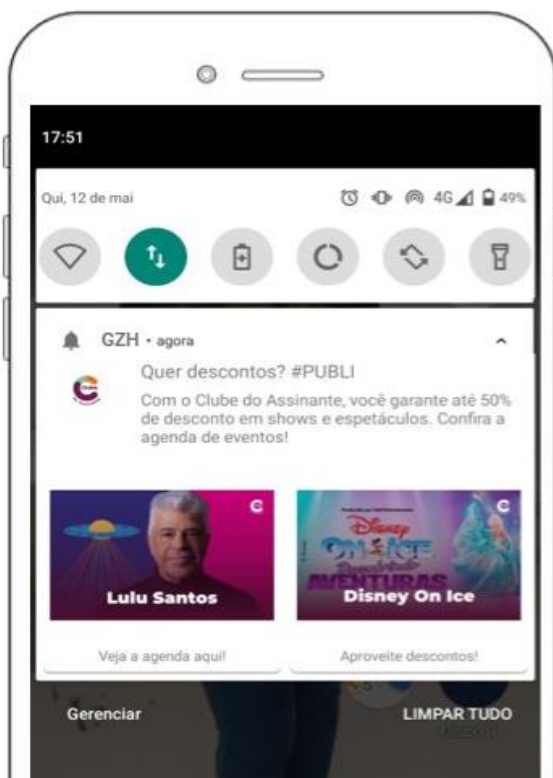 17:51
Qui, 12 de mai
4G
49%
GZH • agora
Quer descontos? #PUBLI
Com o Clube do Assinante, você garante até 50%
de desconto em shows e espetáculos. Confira a
agenda de eventos!
C
Lulu Santos
Veja a agenda aqui!
C
Disney
ON ICE
AVENTURAS
Disney On Ice
Aproveite descontos!
Gerenciar
LIMPAR TUDO